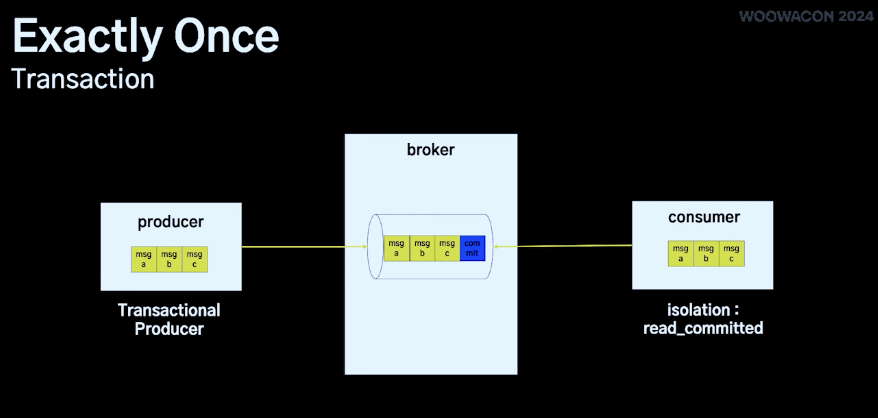 WOOWACON 2024
Exactly Once
Transaction
broker
producer
consumer
msg
a
msg
b
msg
c
msg
a
msg
b
msg
c
com
mit
msg
a
msg
b
msg
c
Transactional
Producer
isolation :
read_committed